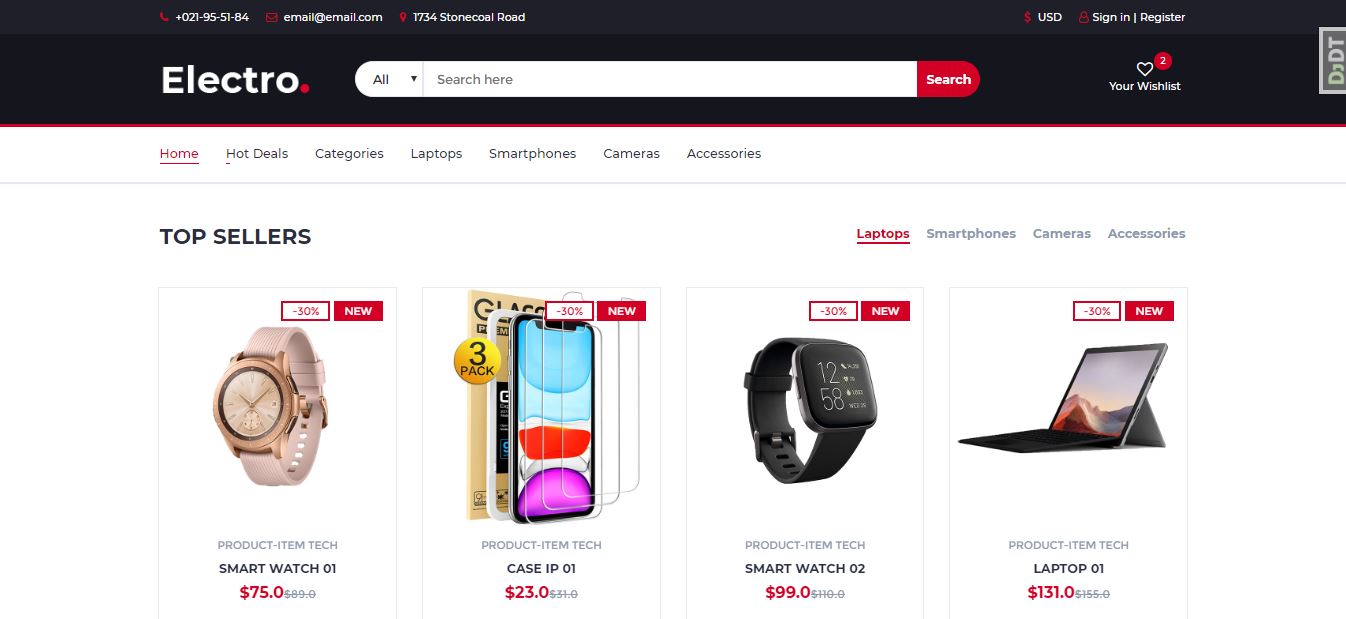 +021-95-51-84 email@email.com 1734 Stonecoal Road
$ USD Sign in | Register
DJDT
Electro.
All Search here Search
2
Your Wishlist
Home Hot Deals Categories Laptops Smartphones Cameras Accessories
TOP SELLERS
Laptops Smartphones Cameras Accessories
-30% NEW
GLASS
-30% NEW
3
PACK
-30% NEW
12
58
-30% NEW
PRODUCT-ITEM TECH
SMART WATCH 01
$75.0 $89.0
PRODUCT-ITEM TECH
CASE IP 01
$23.0 $31.0
PRODUCT-ITEM TECH
SMART WATCH 02
$99.0 $110.0
PRODUCT-ITEM TECH
LAPTOP 01
$131.0 $155.0